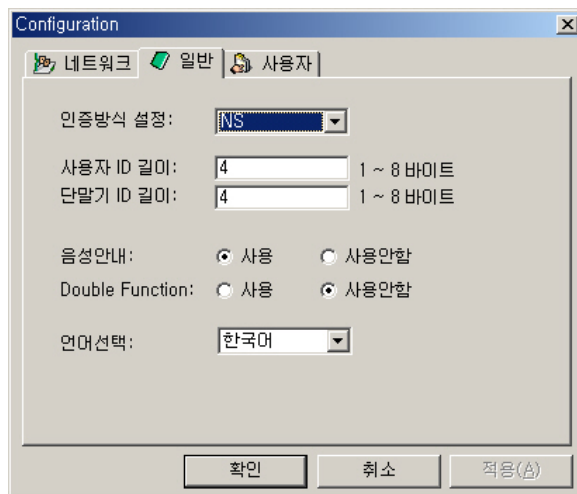 Configuration
네트워크 일반 사용자
인증방식 설정: NS
사용자 ID 길이: 4 1 ~ 8 바이트
단말기 ID 길이: 4 1 ~ 8 바이트
음성안내: 사용 사용안함
Double Function: 사용 사용안함
언어선택: 한국어
확인 취소 적용(A)